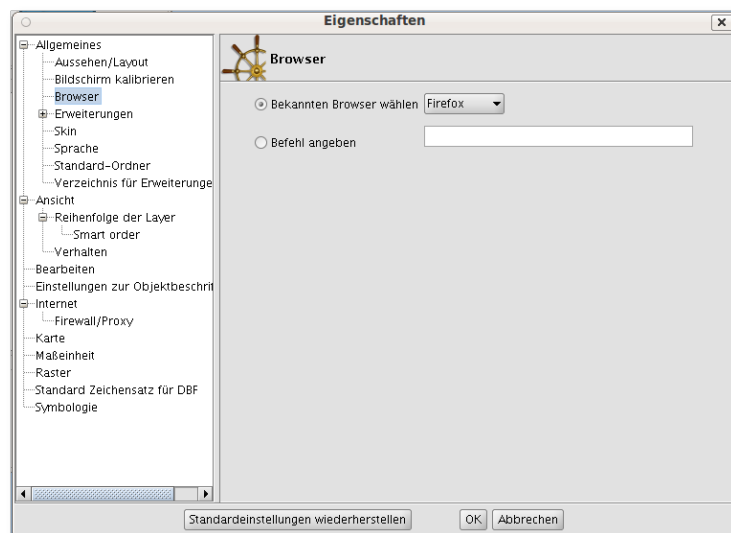 Eigenschaften
Allgemeines
Aussehen/Layout
Bildschirm kalibrieren
Browser
Erweiterungen
Skin
Sprache
Standard-Ordner
Verzeichnis für Erweiterunge
Ansicht
Reihenfolge der Layer
Smart order
Verhalten
Bearbeiten
Einstellungen zur Objektbeschrif
Internet
Firewall/Proxy
Karte
Maßeinheit
Raster
Standard Zeichensatz für DBF
Symbologie
Browser
Bekannten Browser wählen Firefox
Befehl angeben
Standardeinstellungen wiederherstellen OK Abbrechen